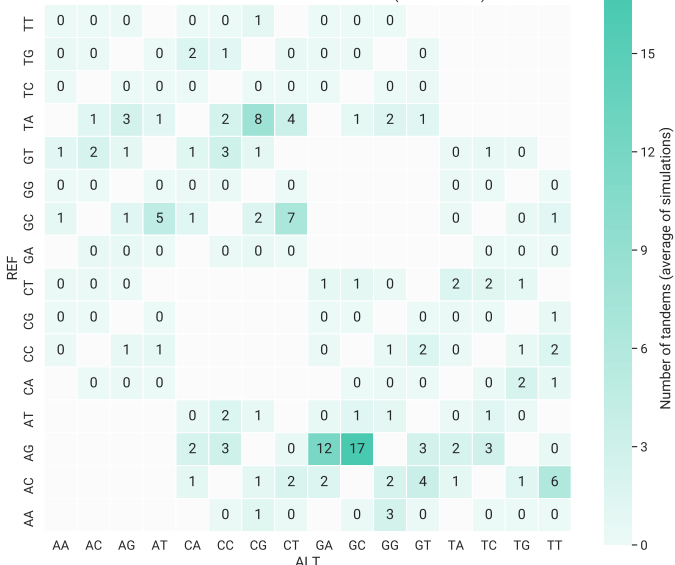 TT 0 0 0 0 0 1 0 0 0
TG 0 0 0 2 1 0 0 0 0
TC 0 0 0 0 0 0 0 0 0
TA 1 3 1 2 8 4 1 2 1
GT 1 2 1 1 3 1 0 1 0
GG 0 0 0 0 0 0 0 0 0
GC 1 1 5 1 2 7 0 0 1
GA 0 0 0 0 0 0 0 0 0
CT 0 0 0 1 1 0 2 2 1
CG 0 0 0 0 0 0 0 0 1
CC 0 1 1 0 1 2 0 1 2
CA 0 0 0 0 0 0 0 2 1
AT 0 2 1 0 1 1 0 1 0
AG 2 3 0 12 17 3 2 3 0
AC 1 1 2 2 2 4 1 1 6
AA 0 1 0 0 3 0 0 0 0
AA AC AG AT CA CC CG CT GA GC GG GT TA TC TG TT
ALT
REF
15
12
9
6
3
0
Number of tandems (average of simulations)